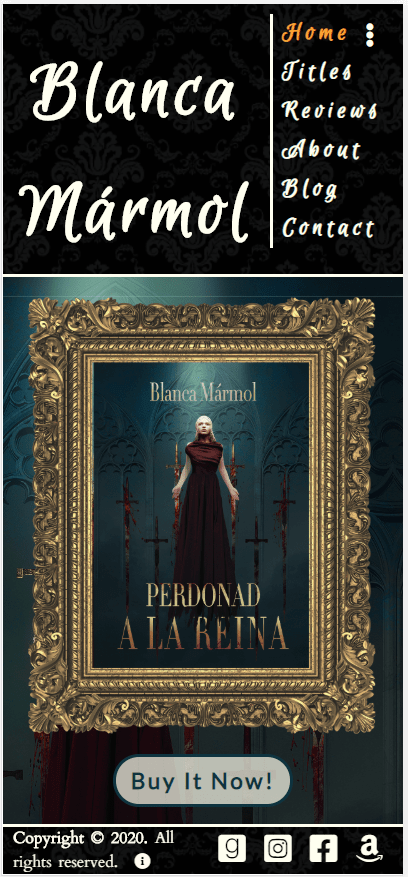 Blanca
Mármol
Home
Titles
Reviews
About
Blog
Contact
Blanca Mármol
PERDONAD
A LA REINA
Buy It Now!
Copyright © 2020. All
rights reserved.